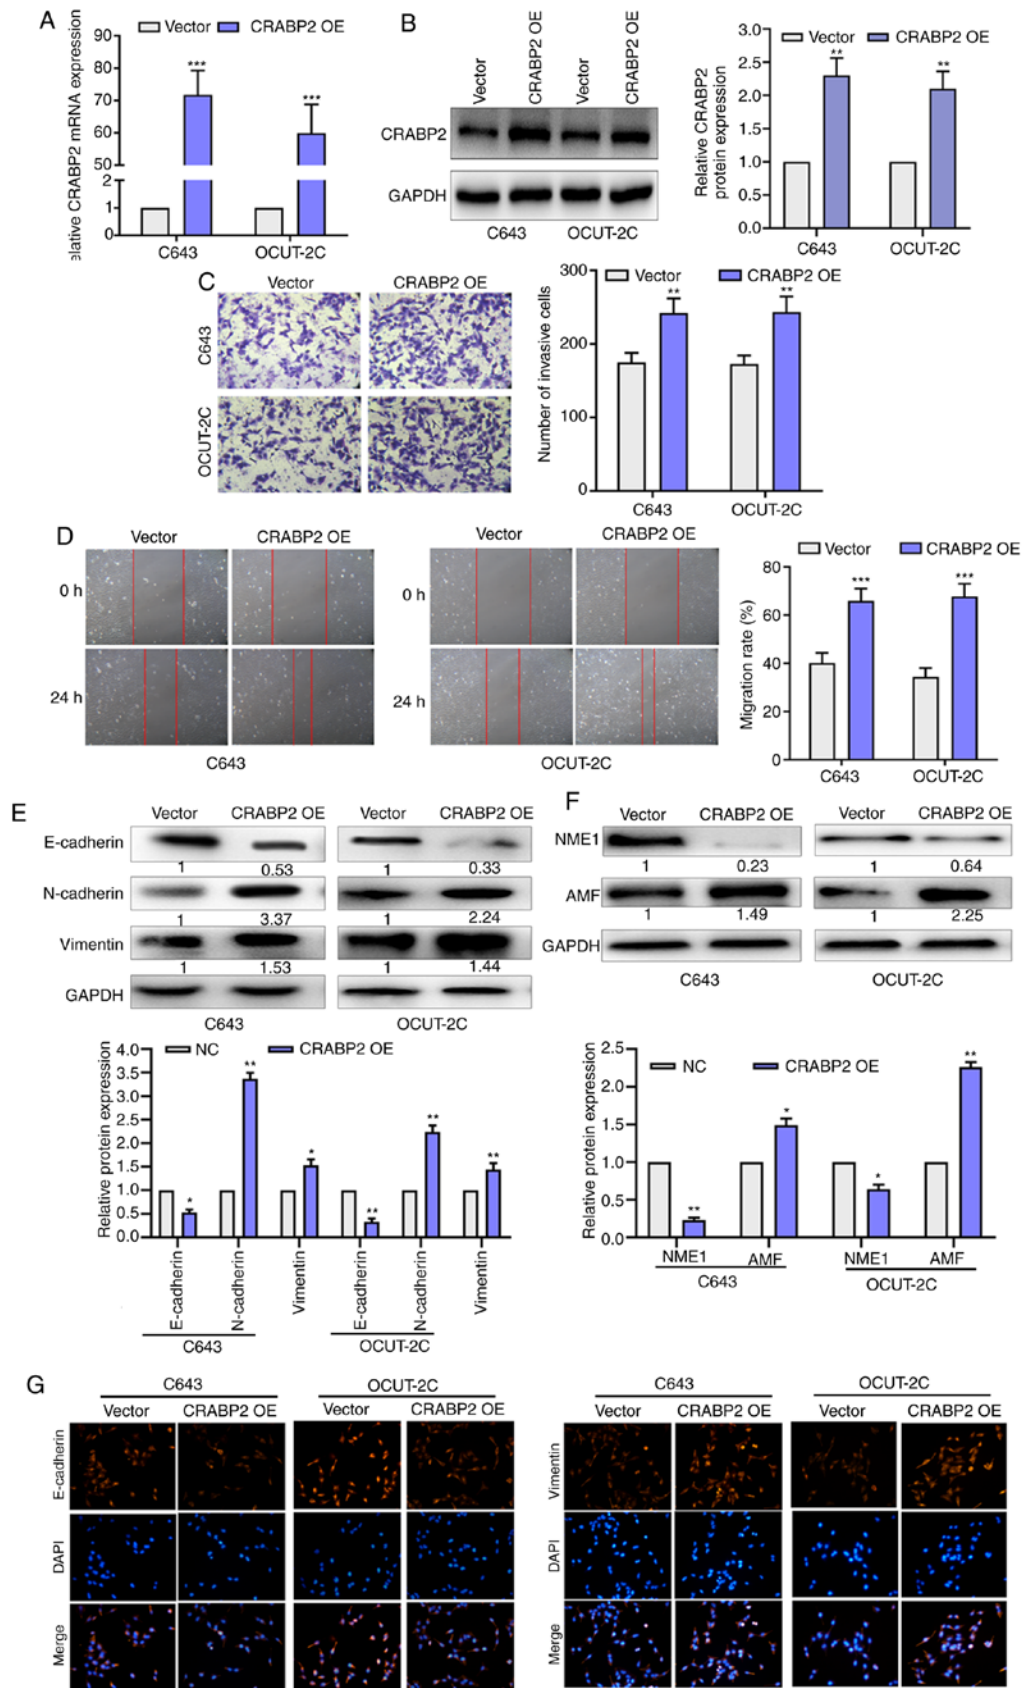 A
Vector CRABP2 OE
elative CRABP2 mRNA expression
90
80
70
60
50
2
1
0
*** ***
C643 OCUT-2C
B
Vector CRABP2 OE Vector CRABP2 OE
CRABP2
GAPDH
C643 OCUT-2C
Vector CRABP2 OE
Relative CRABP2 protein expression
3.0
2.5
2.0
1.5
1.0
0.5
0.0
** **
C643 OCUT-2C
C
Vector CRABP2 OE
C643
OCUT-2C
Vector CRABP2 OE
Number of invasive cells
300
200
100
0
** **
C643 OCUT-2C
D
Vector CRABP2 OE
0 h
24 h
C643
Vector CRABP2 OE
0 h
24 h
OCUT-2C
Vector CRABP2 OE
Migration rate (%)
80
60
40
20
0
*** ***
C643 OCUT-2C
E
Vector CRABP2 OE Vector CRABP2 OE
E-cadherin
1 0.53 1 0.33
N-cadherin
1 3.37 1 2.24
Vimentin
1 1.53 1 1.44
GAPDH
C643 OCUT-2C
NC CRABP2 OE
Relative protein expression
4.0
3.5
3.0
2.5
2.0
1.5
1.0
0.5
0.0
* ** * ** ** **
E-cadherin N-cadherin Vimentin E-cadherin N-cadherin Vimentin
C643 OCUT-2C
F
Vector CRABP2 OE Vector CRABP2 OE
NME1
1 0.23 1 0.64
AMF
1 1.49 1 2.25
GAPDH
C643 OCUT-2C
NC CRABP2 OE
Relative protein expression
2.5
2.0
1.5
1.0
0.5
0.0
** * * **
NME1 AMF NME1 AMF
C643 OCUT-2C
G
C643 OCUT-2C
Vector CRABP2 OE Vector CRABP2 OE
E-cadherin
DAPI
Merge
C643 OCUT-2C
Vector CRABP2 OE Vector CRABP2 OE
Vimentin
DAPI
Merge